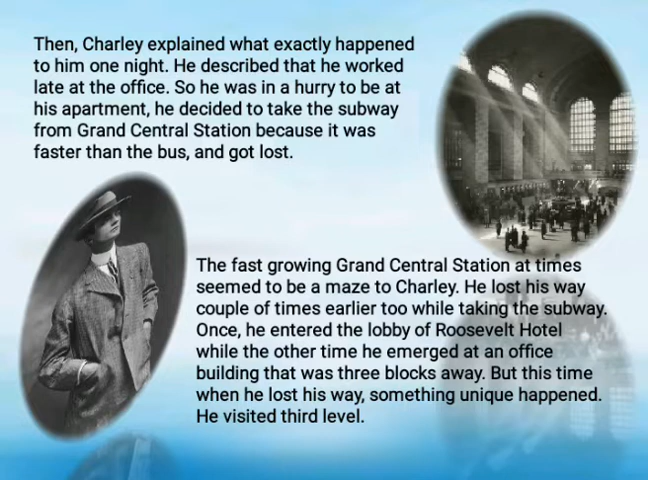 Then, Charley explained what exactly happened
to him one night. He described that he worked
late at the office. So he was in a hurry to be at
his apartment, he decided to take the subway
from Grand Central Station because it was
faster than the bus, and got lost.
The fast growing Grand Central Station at times
seemed to be a maze to Charley. He lost his way
couple of times earlier too while taking the subway.
Once, he entered the lobby of Roosevelt Hotel
while the other time he emerged at an office
building that was three blocks away. But this time
when he lost his way, something unique happened.
He visited third level.